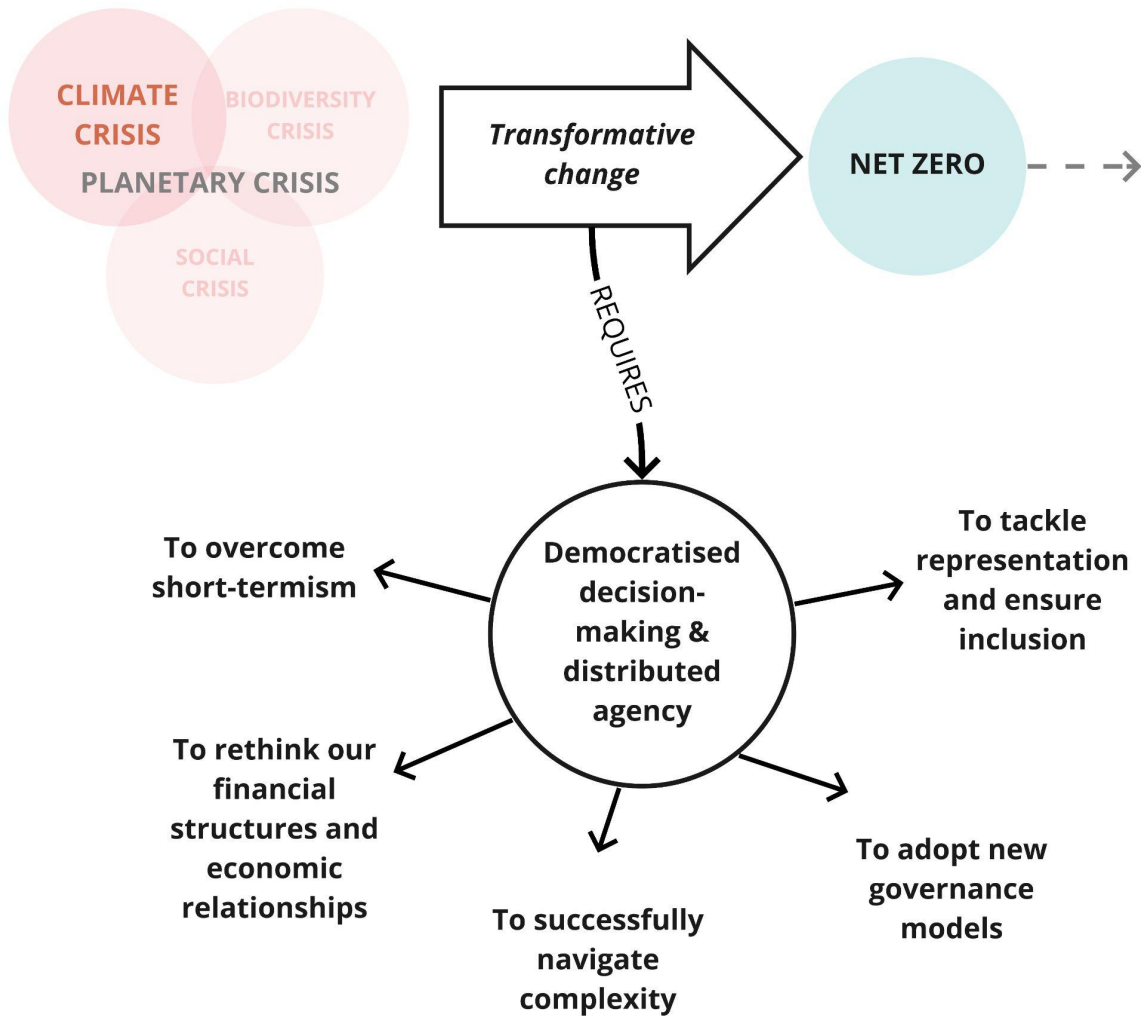 CLIMATE
CRISIS
BIODIVERSITY
CRISIS
PLANETARY CRISIS
SOCIAL
CRISIS
Transformative
change
NET ZERO
REQUIRES
Democratised
decision-
making &
distributed
agency
To overcome
short-termism
To rethink our
financial
structures and
economic
relationships
To successfully
navigate
complexity
To adopt new
governance
models
To tackle
representation
and ensure
inclusion